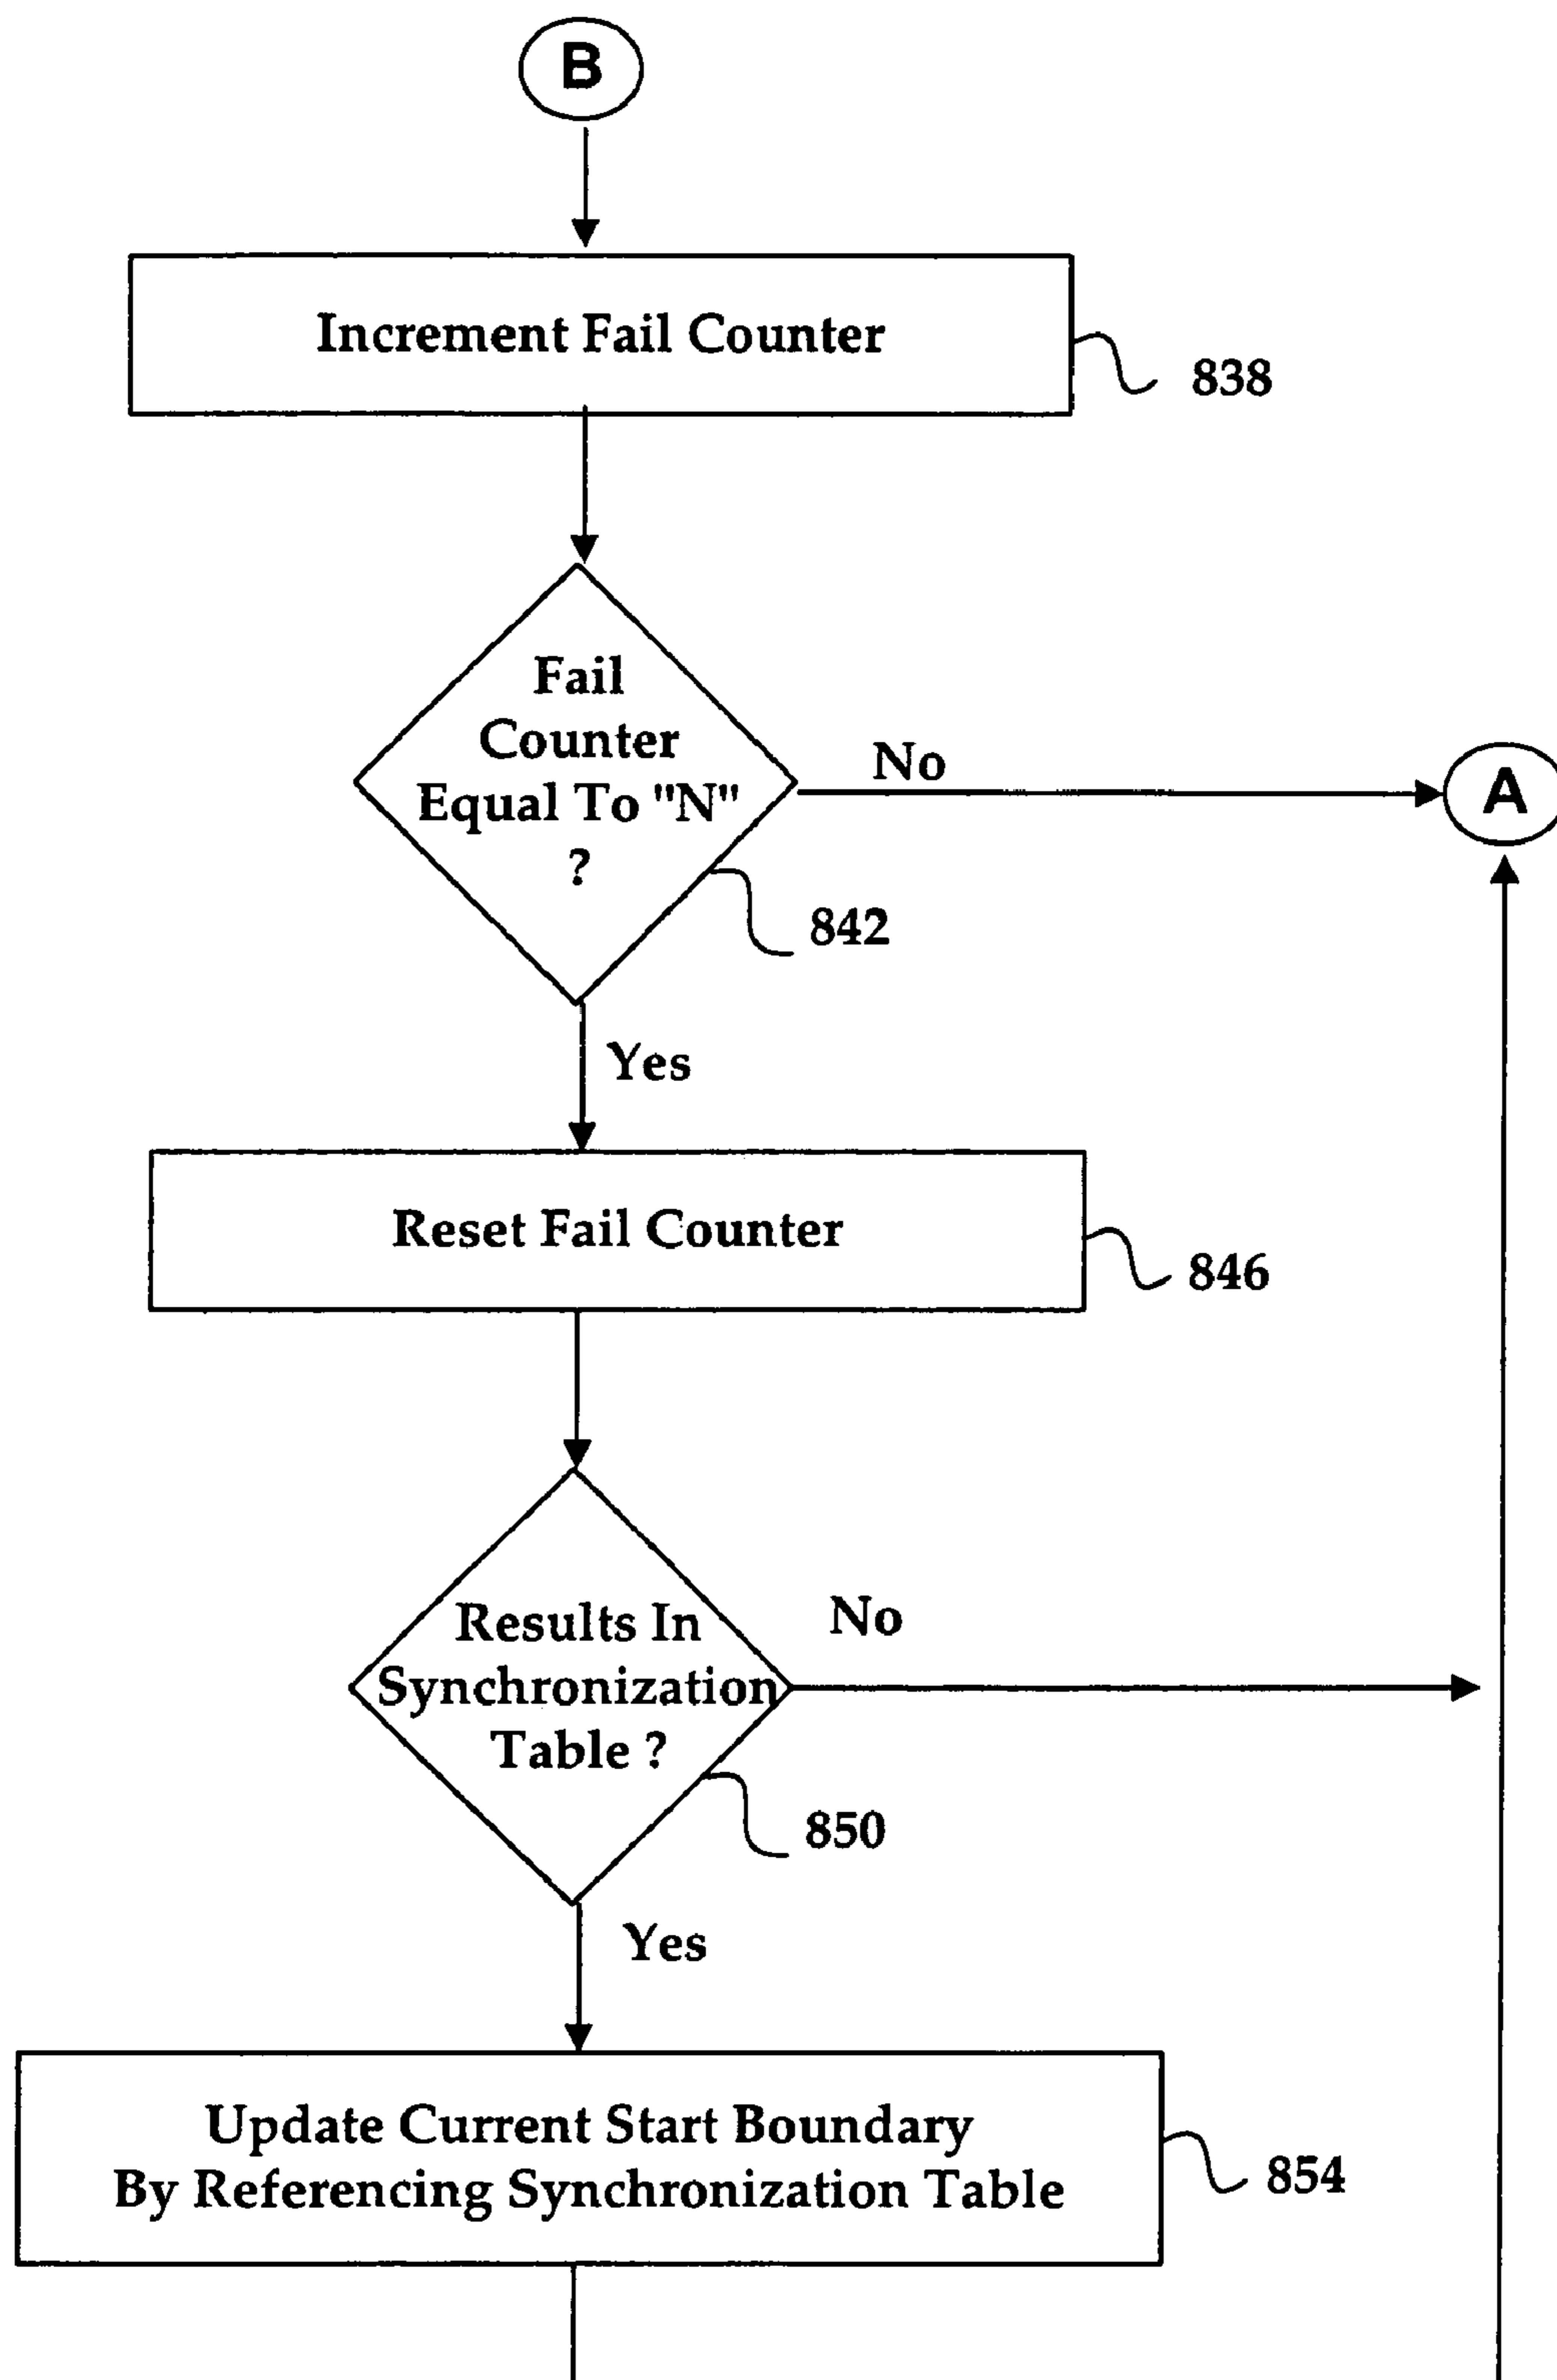 B
Increment Fail Counter
838
Fail
Counter
Equal To "N"
?
No
A
842
Yes
Reset Fail Counter
846
Results In
Synchronization
Table ?
No
850
Yes
Update Current Start Boundary
By Referencing Synchronization Table
854